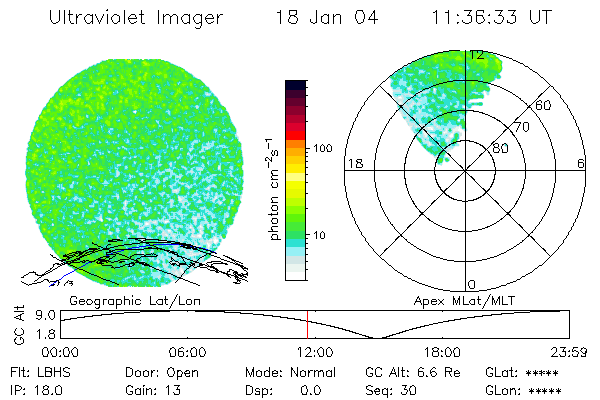 Ultraviolet Imager 18 Jan 04 11:36:33 UT
12
60
70
80
18
6
0
100
10
photon cm−2s−1
Geographic Lat/Lon
Apex MLat/MLT
GC Alt
9.0
1.8
00:00 06:00 12:00 18:00 23:59
Flt: LBHS Door: Open Mode: Normal GC Alt: 6.6 Re GLat: *****
IP: 18.0 Gain: 13 Dsp: 0.0 Seq: 30 GLon: *****